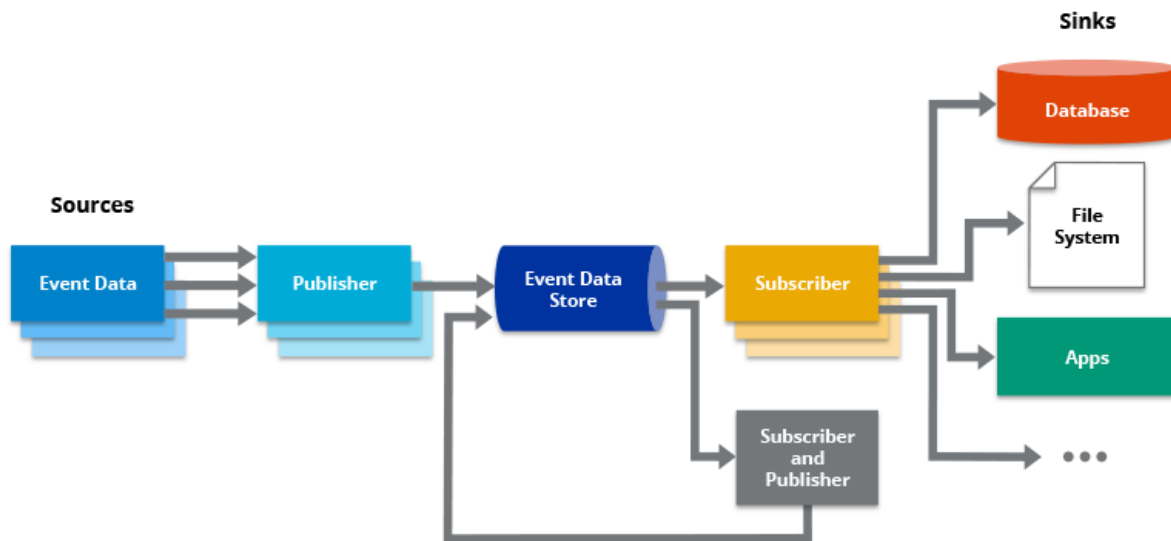 Sinks
Database
File
System
Sources
Event Data
Publisher
Event Data
Store
Subscriber
Apps
Subscriber
and
Publisher